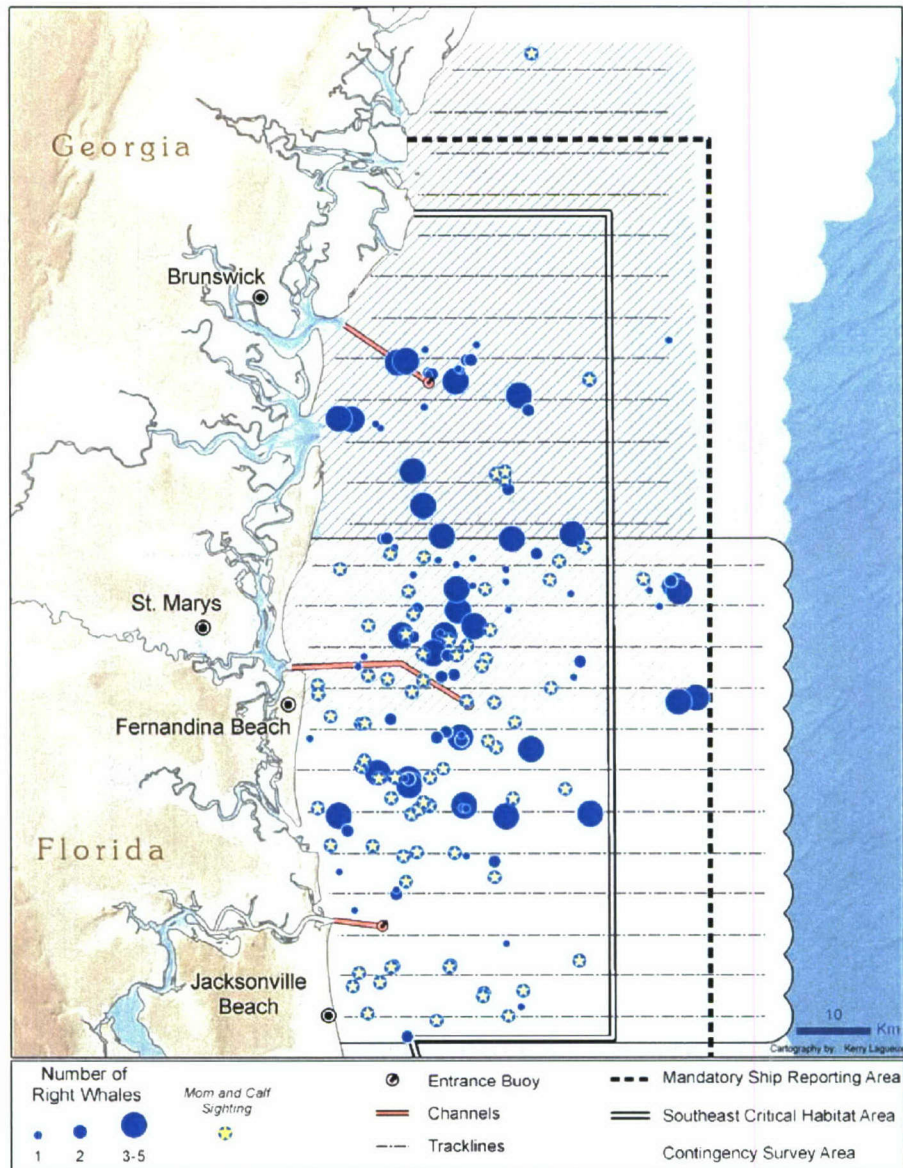 Georgia
Brunswick
St. Marys
Fernandina Beach
Florida
Jacksonville
Beach
10
Km
Cartography by: Kerry Lagueux
Number of
Right Whales
1
2
3-5
Mom and Calf
Sighting
Entrance Buoy
Channels
Tracklines
Mandatory Ship Reporting Area
Southeast Critical Habitat Area
Contingency Survey Area